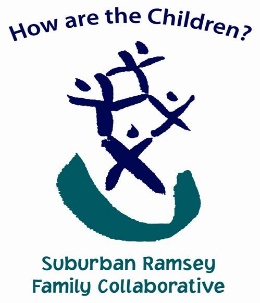 How are the Children?
Suburban Ramsey
Family Collaborative